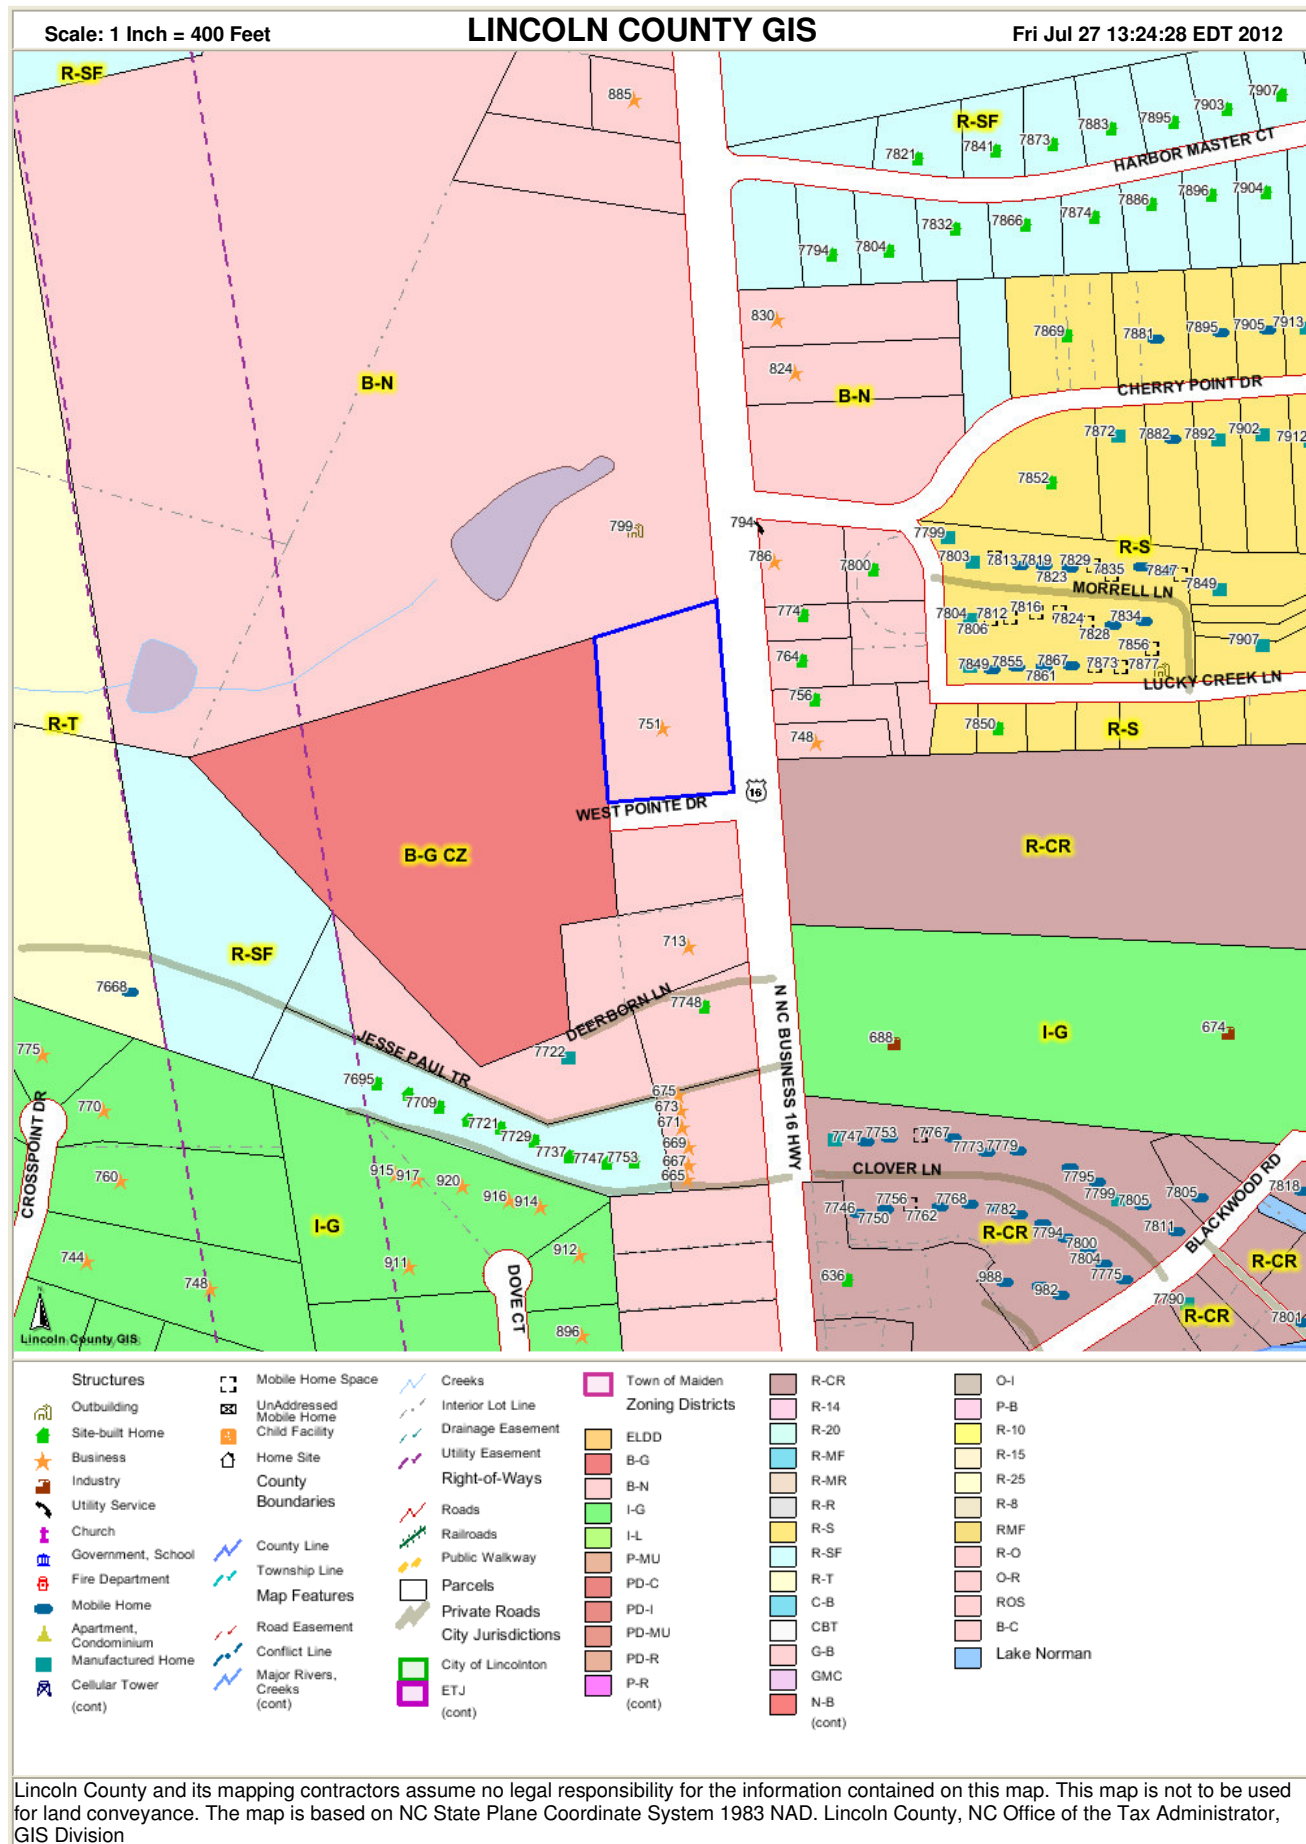 Scale: 1 Inch = 400 Feet
LINCOLN COUNTY GIS
Fri Jul 27 13:24:28 EDT 2012
R-SF
885
R-SF
7821
7841
7873
7883
7895
7903
7907
HARBOR MASTER CT
7794
7804
7832
7866
7874
7886
7896
7904
830
824
B-N
B-N
7869
7881
7895
7905
7913
CHERRY POINT DR
7872
7882
7892
7902
7912
7852
799
794
786
7800
7799
7803
7813
7819
7823
7829
7835
7847
7849
R-S
MORRELL LN
774
764
756
748
7804
7806
7812
7816
7824
7828
7834
7856
7907
7849
7855
7861
7867
7873
7877
LUCKY CREEK LN
7850
R-S
R-T
751
16
WEST POINTE DR
B-G CZ
R-CR
R-SF
713
7668
7748
DEERBORN LN
7722
N NC BUSINESS 16 HWY
688
I-G
674
775
JESSE PAUL TR
770
CROSSPOINT DR
760
744
748
7695
7709
7721
7729
7737
7747
7753
675
673
671
669
667
665
915
917
920
916
914
I-G
911
912
DOVE CT
896
7747
7753
7767
7773
7779
CLOVER LN
7795
7799
7805
7805
7811
7818
BLACKWOOD RD
7746
7750
7756
7762
7768
7782
R-CR
7794
7800
7804
7775
636
988
982
7790
R-CR
R-CR
7801
Lincoln County GIS
Structures
Outbuilding
Site-built Home
Business
Industry
Utility Service
Church
Government, School
Fire Department
Mobile Home
Apartment,
Condominium
Manufactured Home
Cellular Tower
(cont)
Mobile Home Space
UnAddressed
Mobile Home
Child Facility
Home Site
County
Boundaries
County Line
Township Line
Map Features
Road Easement
Conflict Line
Major Rivers,
Creeks
(cont)
Creeks
Interior Lot Line
Drainage Easement
Utility Easement
Right-of-Ways
Roads
Railroads
Public Walkway
Parcels
Private Roads
City Jurisdictions
City of Lincolnton
ETJ
(cont)
Town of Maiden
Zoning Districts
ELDD
B-G
B-N
I-G
I-L
P-MU
PD-C
PD-I
PD-MU
PD-R
P-R
(cont)
R-CR
R-14
R-20
R-MF
R-MR
R-R
R-S
R-SF
R-T
C-B
CBT
G-B
GMC
N-B
(cont)
O-I
P-B
R-10
R-15
R-25
R-8
RMF
R-O
O-R
ROS
B-C
Lake Norman
Lincoln County and its mapping contractors assume no legal responsibility for the information contained on this map. This map is not to be used
for land conveyance. The map is based on NC State Plane Coordinate System 1983 NAD. Lincoln County, NC Office of the Tax Administrator,
GIS Division